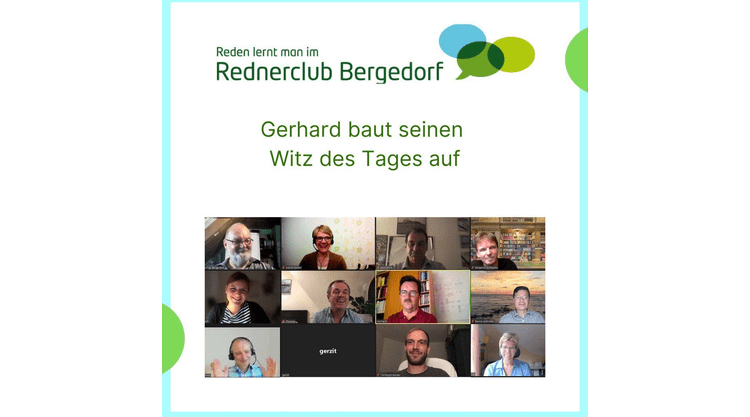 Reden lernt man im
Rednerclub Bergedorf
Gerhard baut seinen
Witz des Tages auf
gerzit